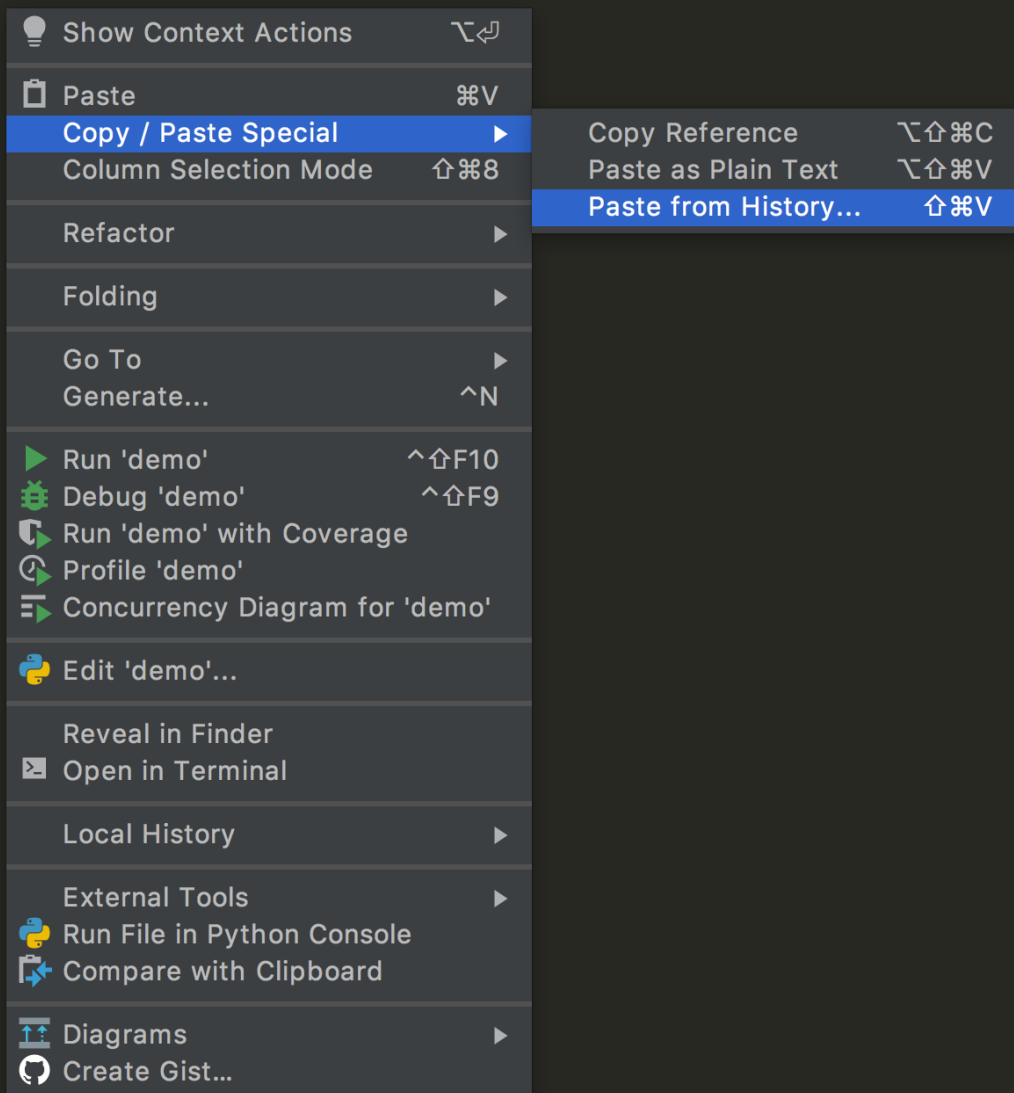 Show Context Actions ⌥⏎
Paste ⌘V
Copy / Paste Special
Column Selection Mode ⇧⌘8
Refactor
Folding
Go To
Generate... ^N
Run 'demo' ^⇧F10
Debug 'demo' ^⇧F9
Run 'demo' with Coverage
Profile 'demo'
Concurrency Diagram for 'demo'
Edit 'demo'...
Reveal in Finder
Open in Terminal
Local History
External Tools
Run File in Python Console
Compare with Clipboard
Diagrams
Create Gist...
Copy Reference ⌥⇧⌘C
Paste as Plain Text ⌥⇧⌘V
Paste from History... ⇧⌘V